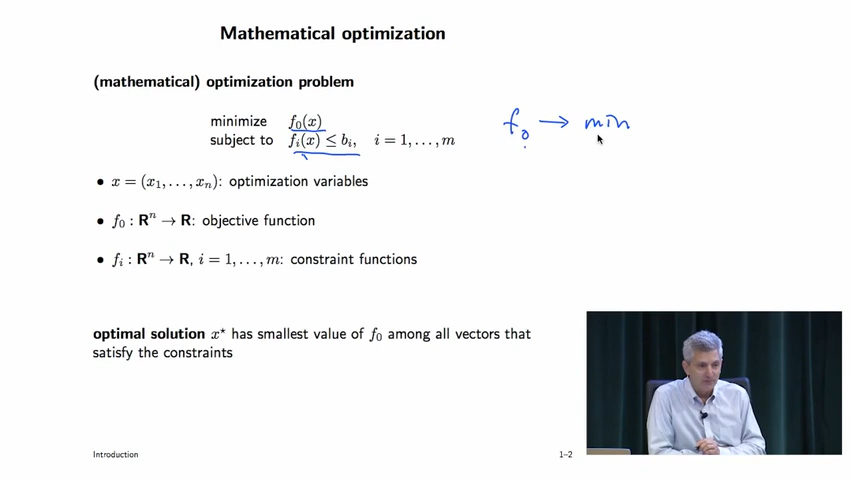 Mathematical optimization
(mathematical) optimization problem
minimize f₀(x)
subject to fᵢ(x) ≤ bᵢ, i = 1, . . . , m
f₀ → min
• x = (x₁, . . . , xₙ): optimization variables
• f₀ : Rⁿ → R: objective function
• fᵢ : Rⁿ → R, i = 1, . . . , m: constraint functions
optimal solution x⋆ has smallest value of f₀ among all vectors that
satisfy the constraints
Introduction 1–2